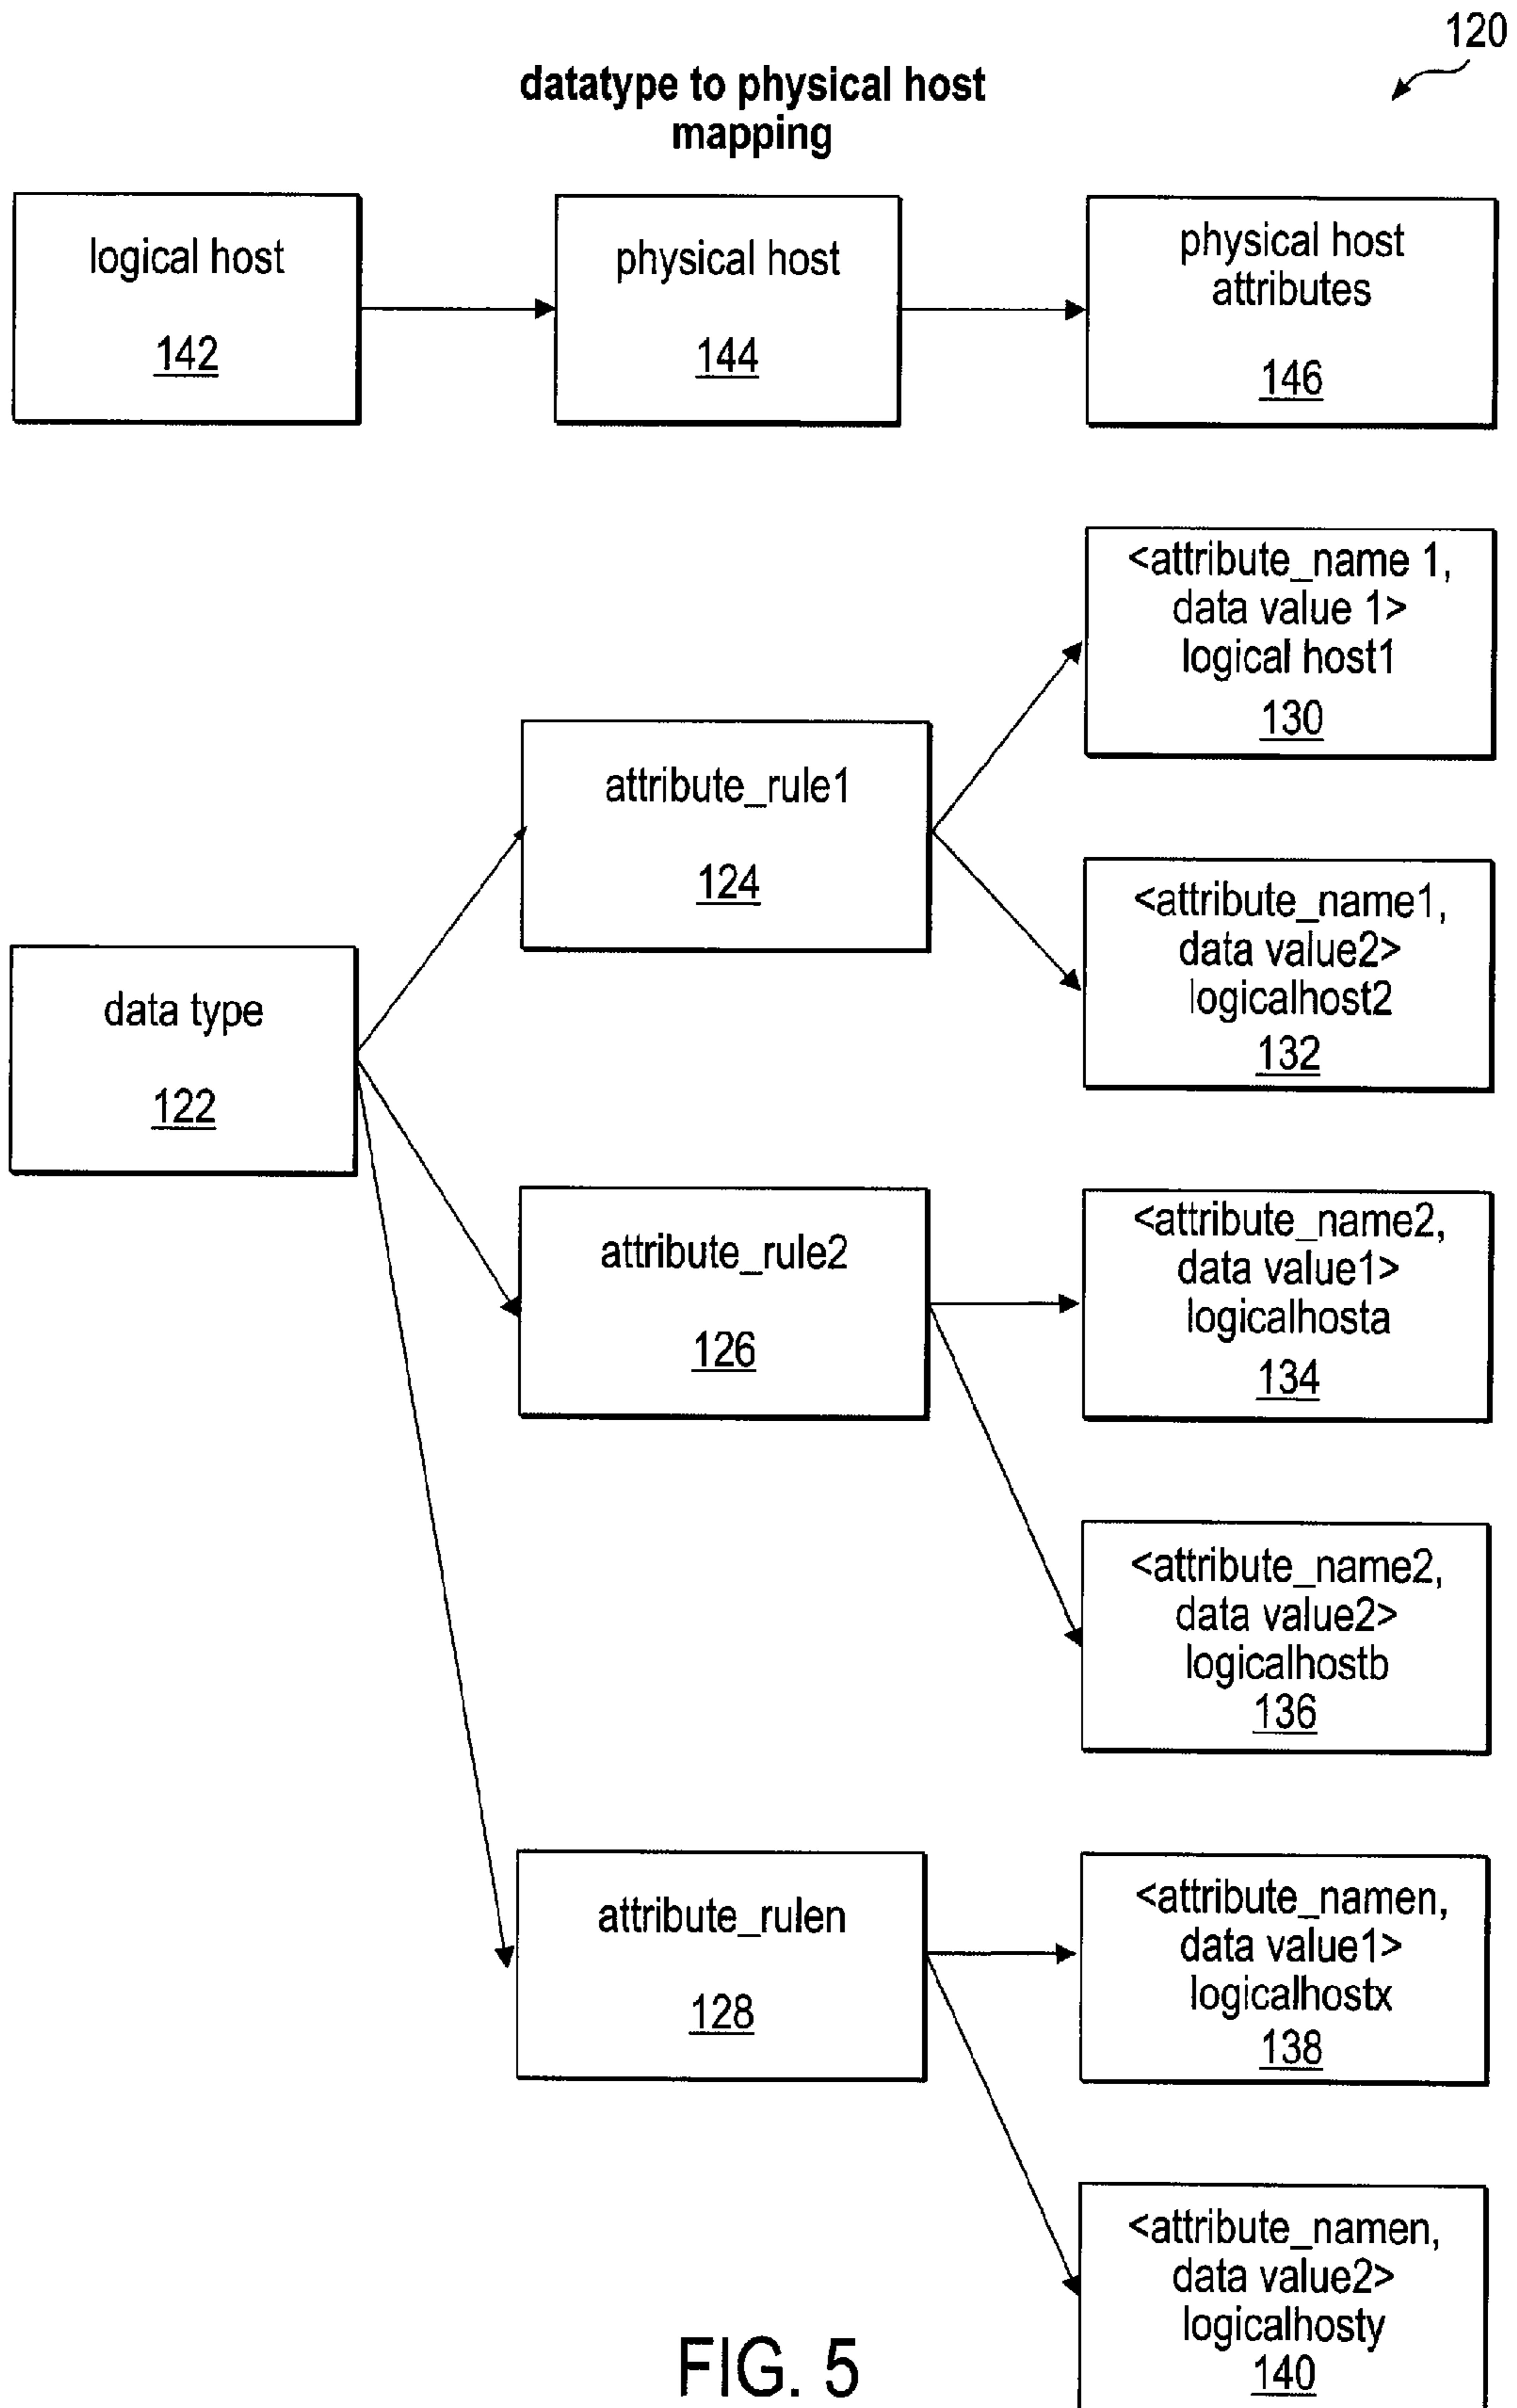 120
datatype to physical host
mapping
logical host
142
physical host
144
physical host
attributes
146
<attribute_name 1,
data value 1>
logical host1
130
attribute_rule1
124
<attribute_name1,
data value2>
logicalhost2
132
data type
122
attribute_rule2
126
<attribute_name2,
data value1>
logicalhosta
134
<attribute_name2,
data value2>
logicalhostb
136
attribute_rulen
128
<attribute_namen,
data value1>
logicalhostx
138
<attribute_namen,
data value2>
logicalhosty
140
FIG. 5